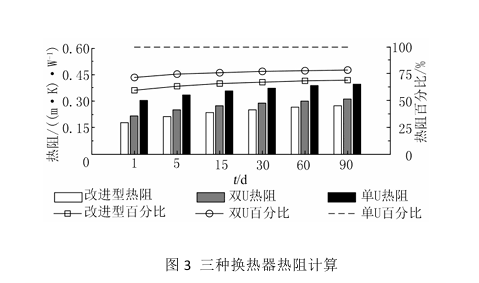 热阻/((m·K)·W⁻¹)
0.60
0.45
0.30
0.15
0
100
75
50
25
0
热阻百分比/%
1 5 15 30 60 90
t/d
改进型热阻 双U热阻 单U热阻
改进型百分比 双U百分比 单U百分比
图 3 三种换热器热阻计算